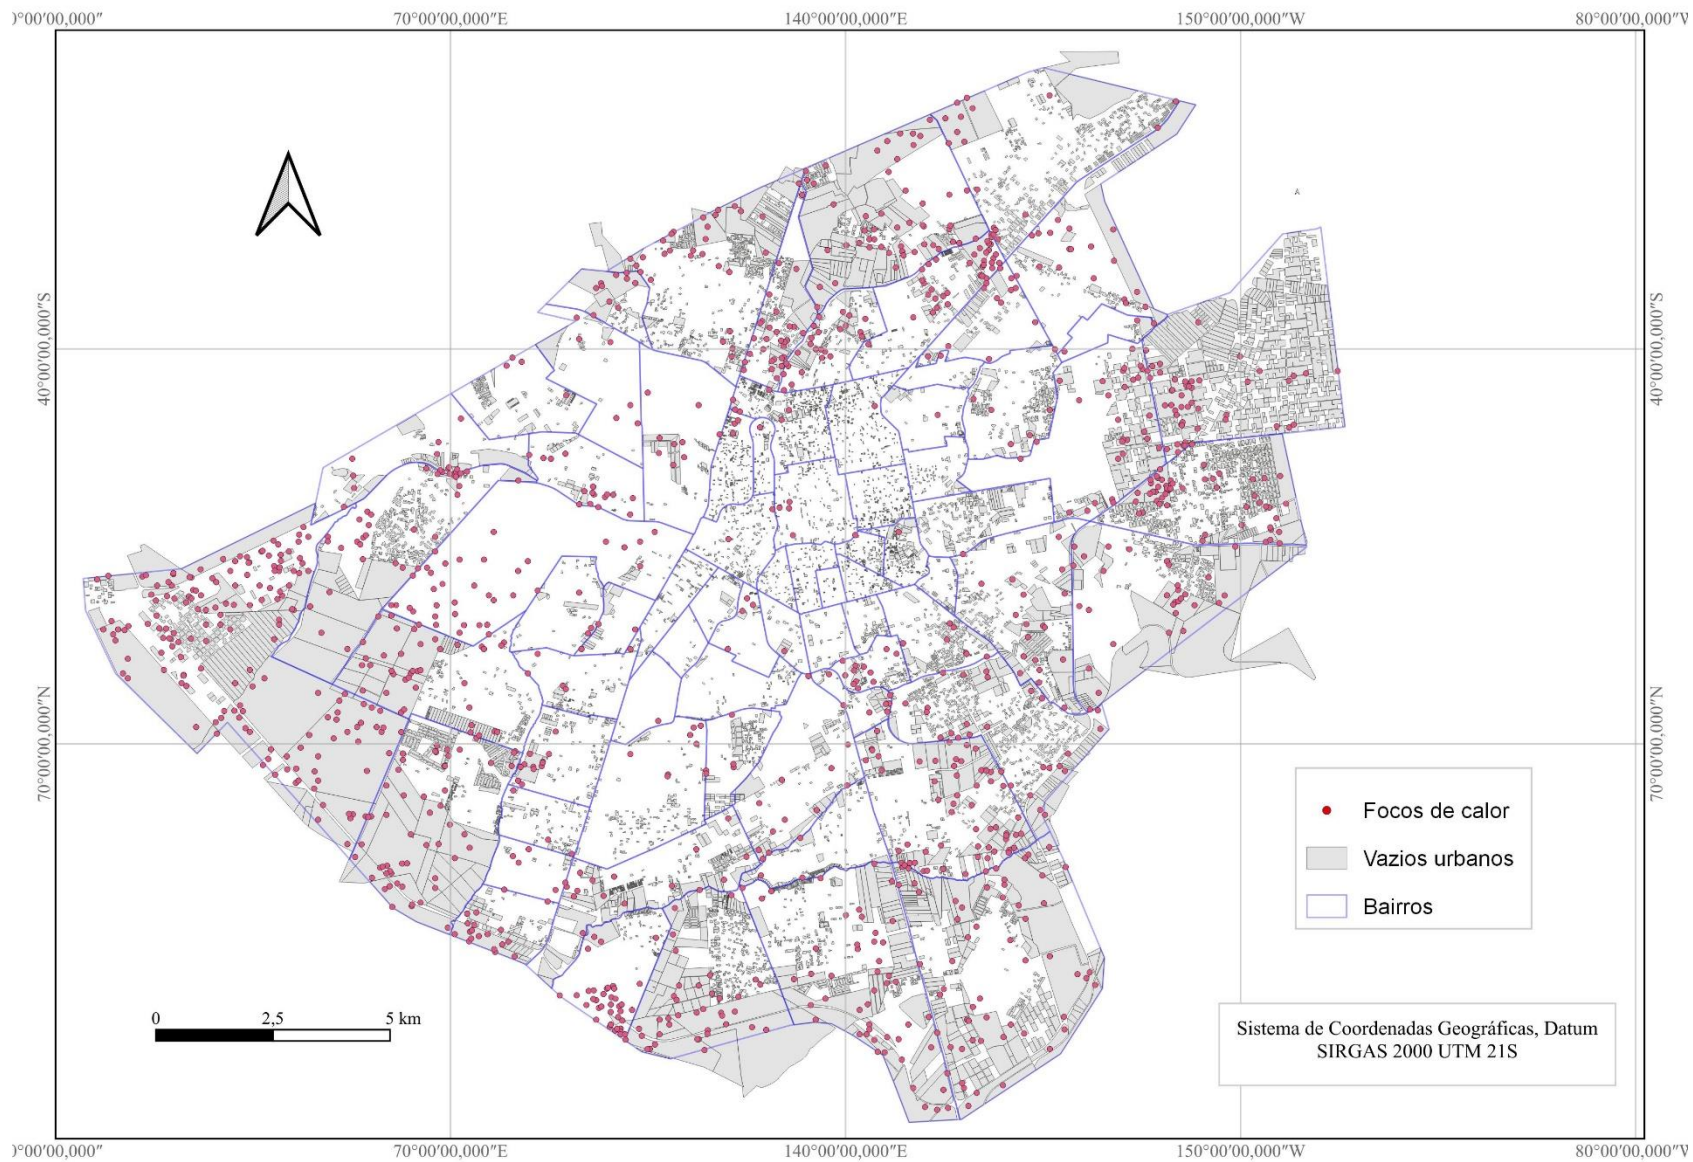 0°00'00,000" 70°00'00,000"E 140°00'00,000"E 150°00'00,000"W 80°00'00,000"W
40°00'00,000"S 40°00'00,000"S
70°00'00,000"N 70°00'00,000"N
Focos de calor
Vazios urbanos
Bairros
0 2,5 5 km
Sistema de Coordenadas Geográficas, Datum
SIRGAS 2000 UTM 21S
0°00'00,000" 70°00'00,000"E 140°00'00,000"E 150°00'00,000"W 80°00'00,000"W